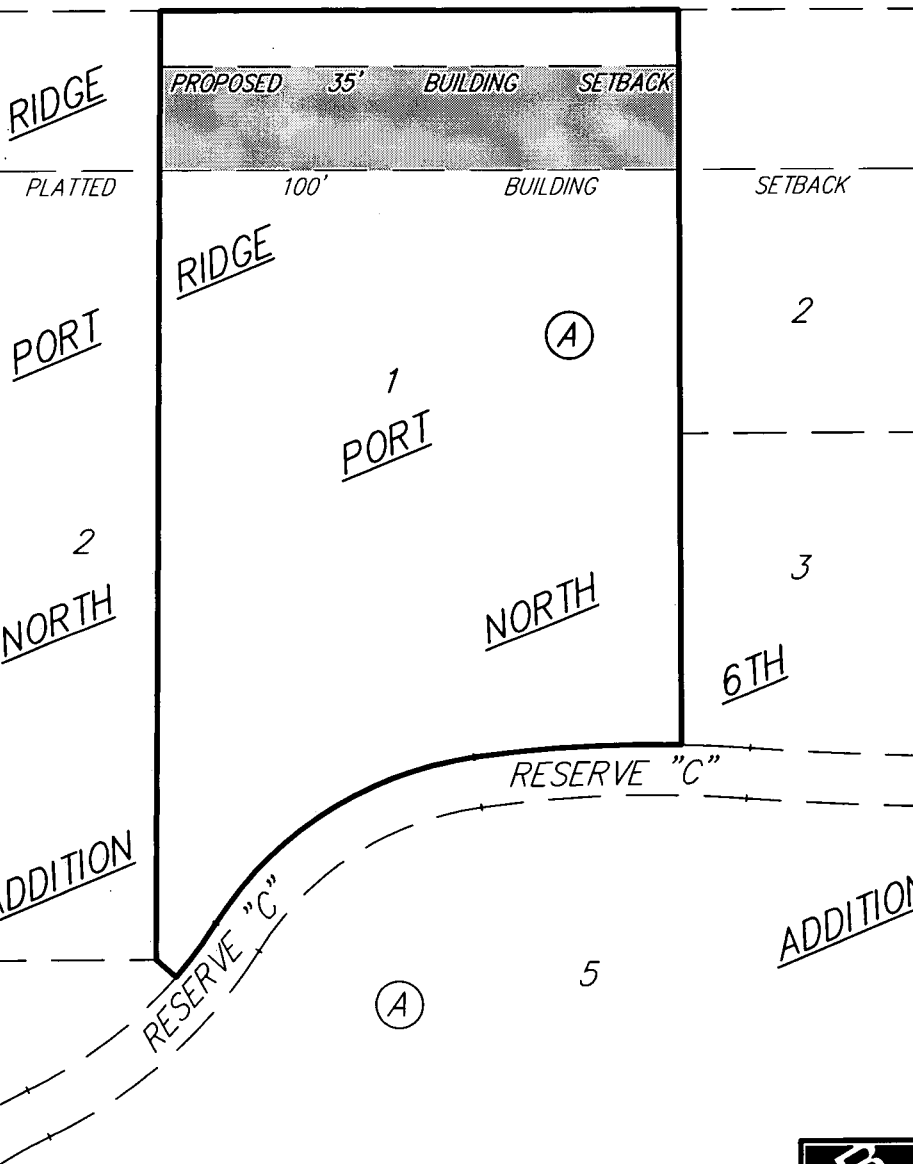 RIDGE
PROPOSED 35' BUILDING SETBACK
PLATTED 100' BUILDING SETBACK
RIDGE
PORT
A
2
1
PORT
2
NORTH
NORTH
3
6TH
RESERVE "C"
ADDITION
RESERVE "C"
ADDITION
5
A